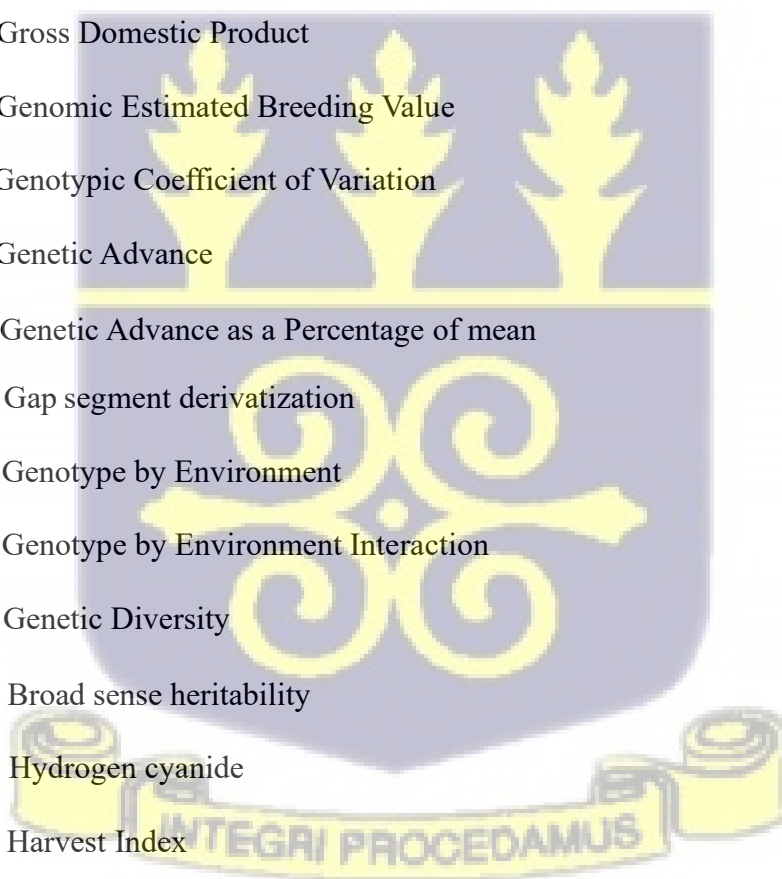 Gross Domestic Product
Genomic Estimated Breeding Value
Genotypic Coefficient of Variation
Genetic Advance
Genetic Advance as a Percentage of mean
Gap segment derivatization
Genotype by Environment
Genotype by Environment Interaction
Genetic Diversity
Broad sense heritability
Hydrogen cyanide
Harvest Index
INTEGRI PROCEDAMUS